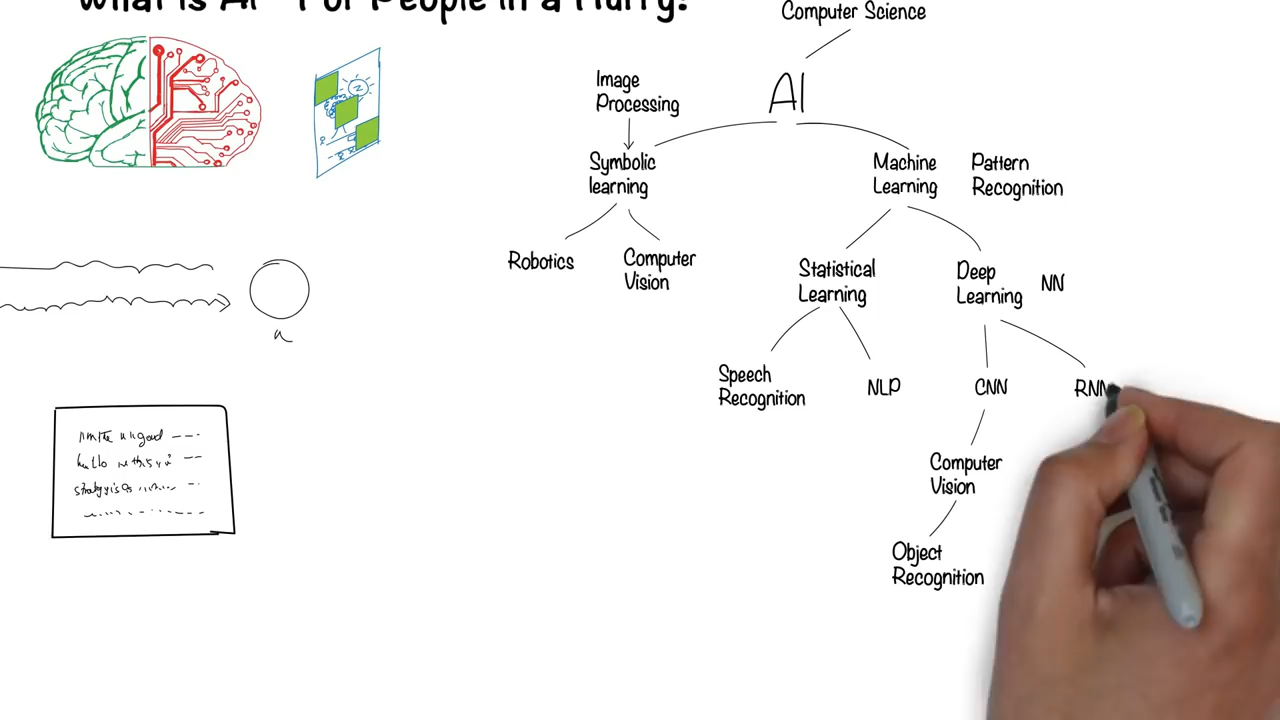 What is AI - For People in a Hurry!
Computer Science
AI
Image
Processing
Symbolic
learning
Machine
Learning
Pattern
Recognition
Robotics
Computer
Vision
Statistical
Learning
Deep
Learning
NN
Speech
Recognition
NLP
CNN
RNN
Computer
Vision
Object
Recognition
a